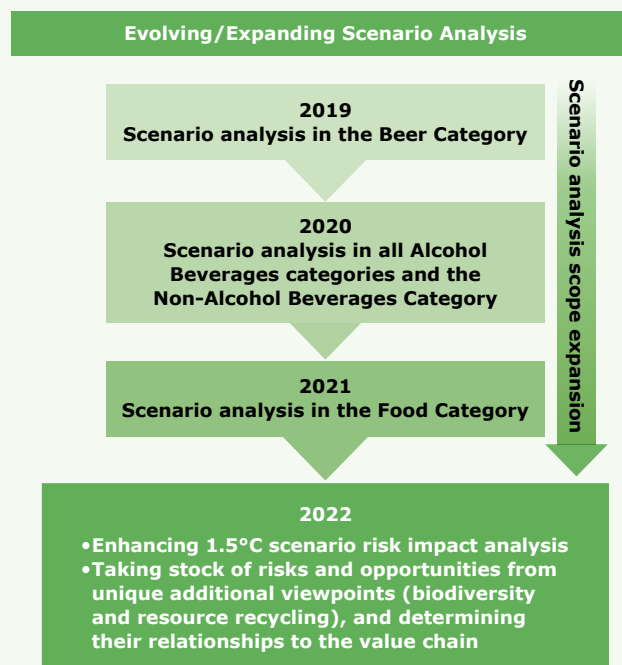 Evolving/Expanding Scenario Analysis
2019
Scenario analysis in the Beer Category
2020
Scenario analysis in all Alcohol
Beverages categories and the
Non-Alcohol Beverages Category
2021
Scenario analysis in the Food Category
2022
•Enhancing 1.5°C scenario risk impact analysis
•Taking stock of risks and opportunities from
unique additional viewpoints (biodiversity
and resource recycling), and determining
their relationships to the value chain
Scenario analysis scope expansion